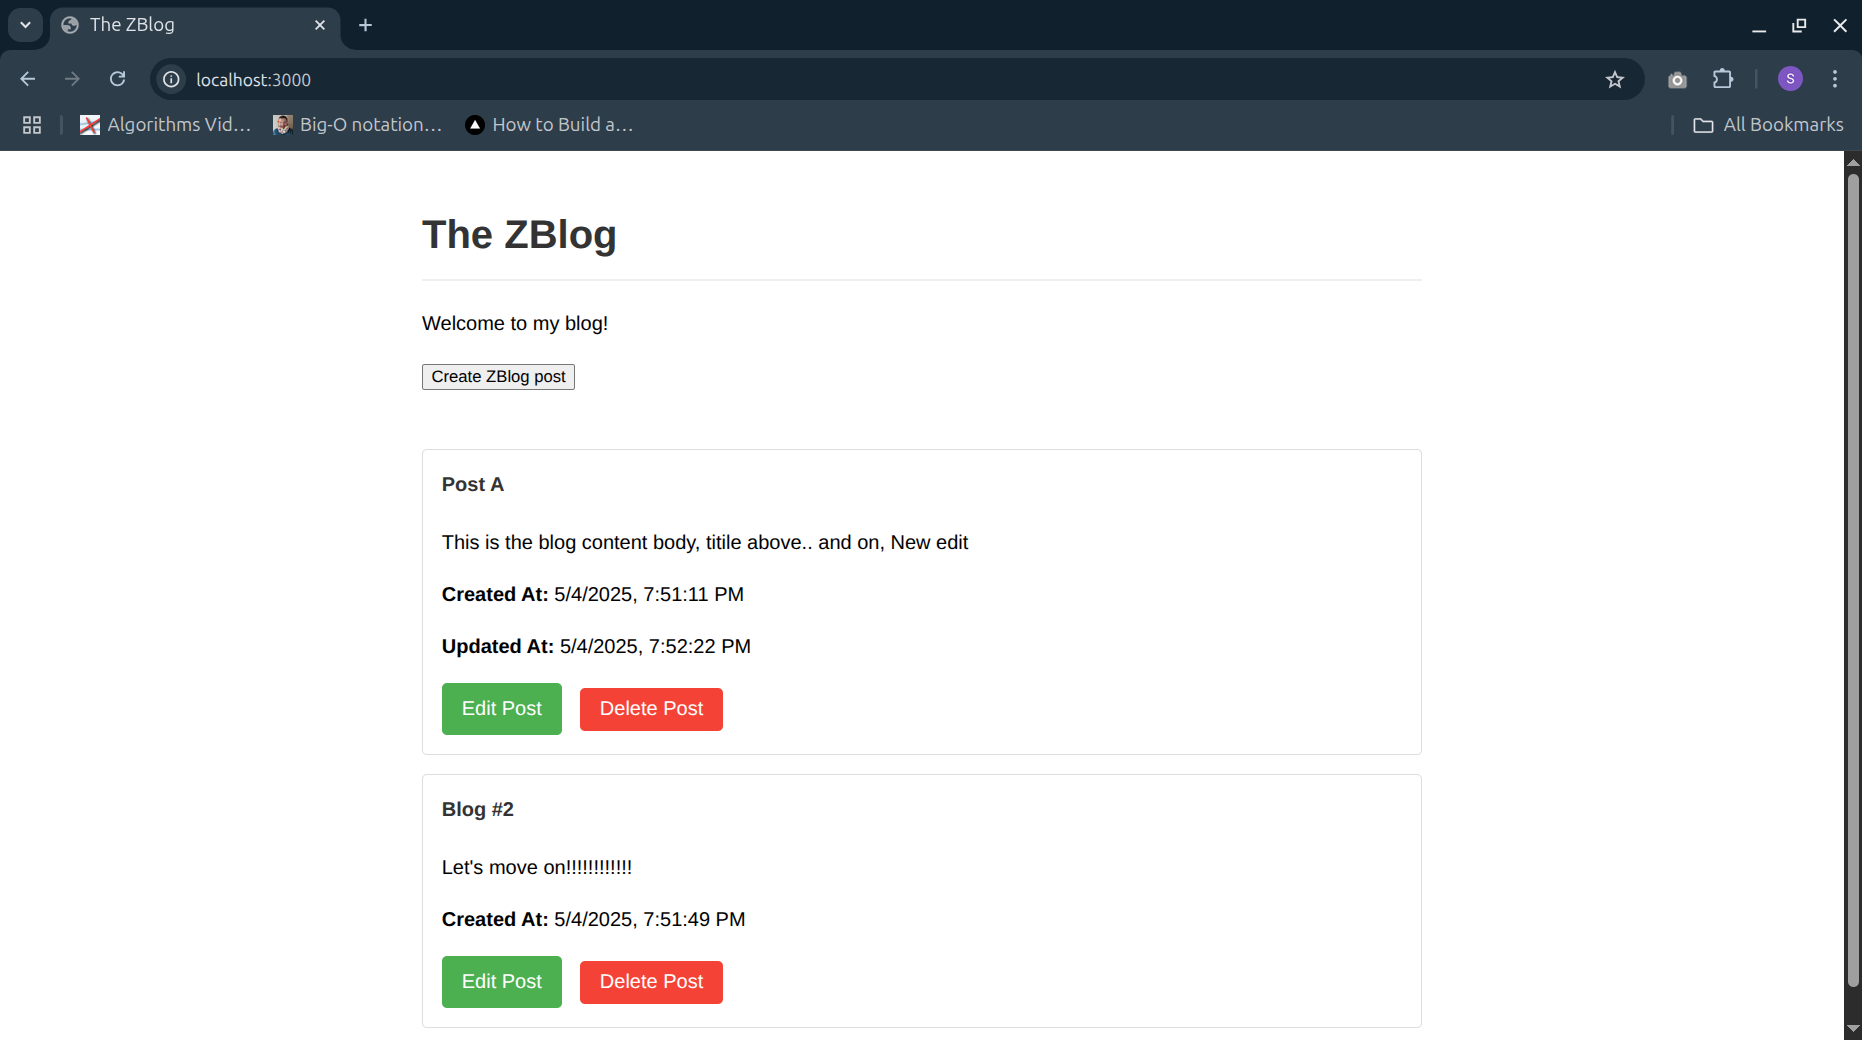 The ZBlog
localhost:3000
S
Algorithms Vid...
Big-O notation...
How to Build a...
All Bookmarks
The ZBlog
Welcome to my blog!
Create ZBlog post
Post A
This is the blog content body, titile above.. and on, New edit
Created At: 5/4/2025, 7:51:11 PM
Updated At: 5/4/2025, 7:52:22 PM
Edit Post
Delete Post
Blog #2
Let's move on!!!!!!!!!!!!
Created At: 5/4/2025, 7:51:49 PM
Edit Post
Delete Post